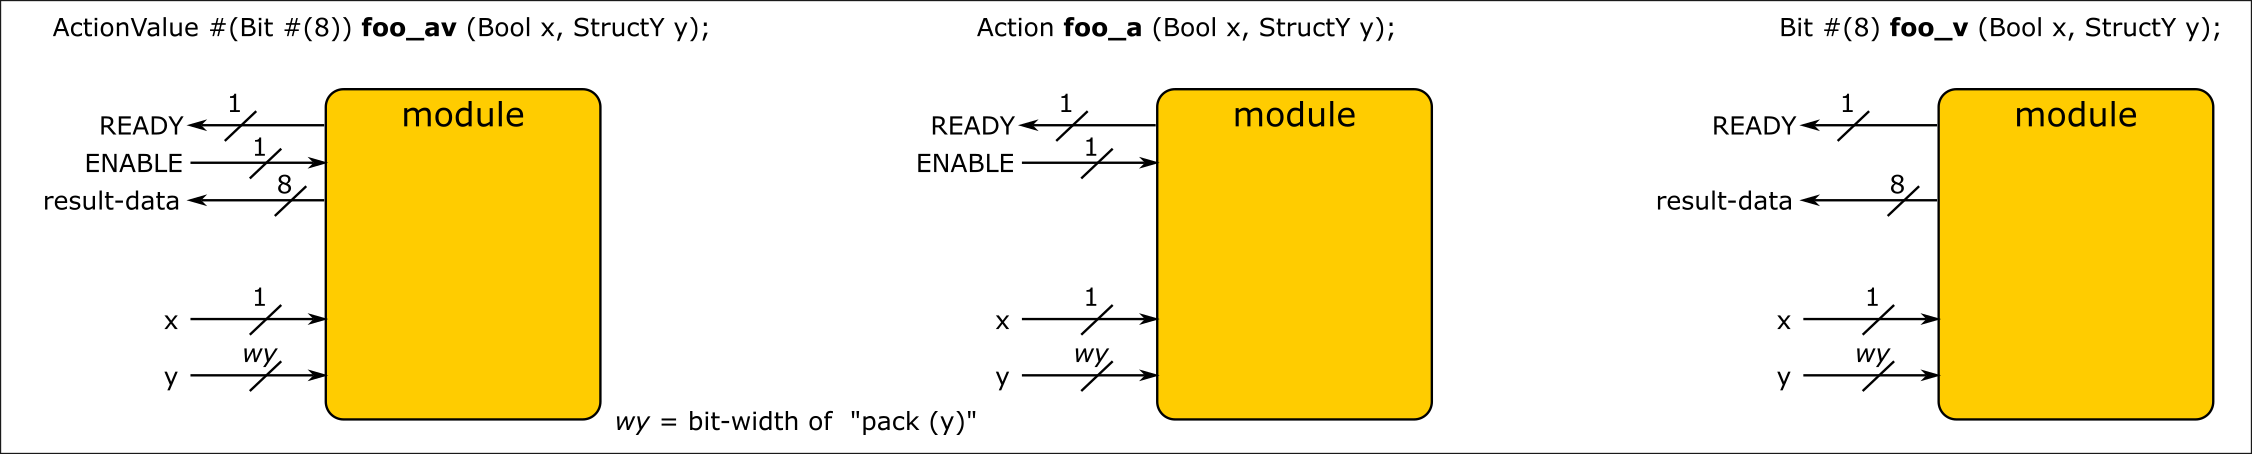 ActionValue #(Bit #(8)) foo_av (Bool x, StructY y);
module
1
READY
1
ENABLE
8
result-data
1
x
wy
y
wy = bit-width of "pack (y)"
Action foo_a (Bool x, StructY y);
module
1
READY
1
ENABLE
1
x
wy
y
Bit #(8) foo_v (Bool x, StructY y);
module
1
READY
8
result-data
1
x
wy
y